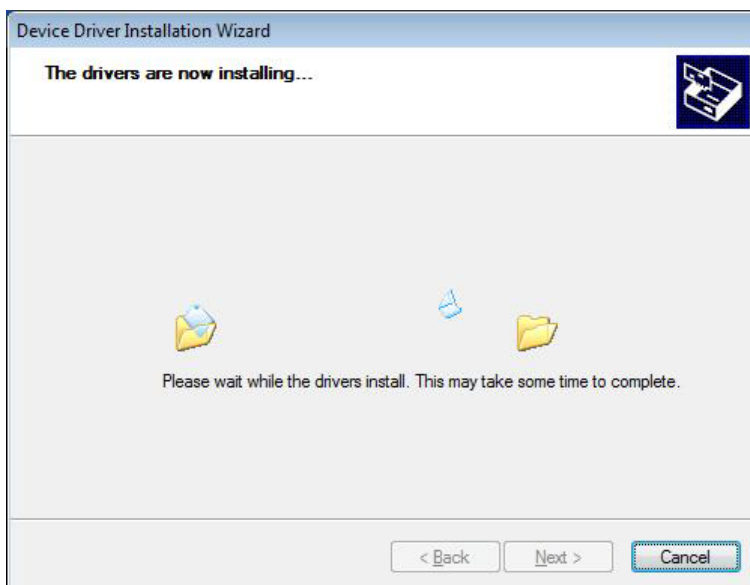 Device Driver Installation Wizard
The drivers are now installing...
Please wait while the drivers install. This may take some time to complete.
< Back Next > Cancel